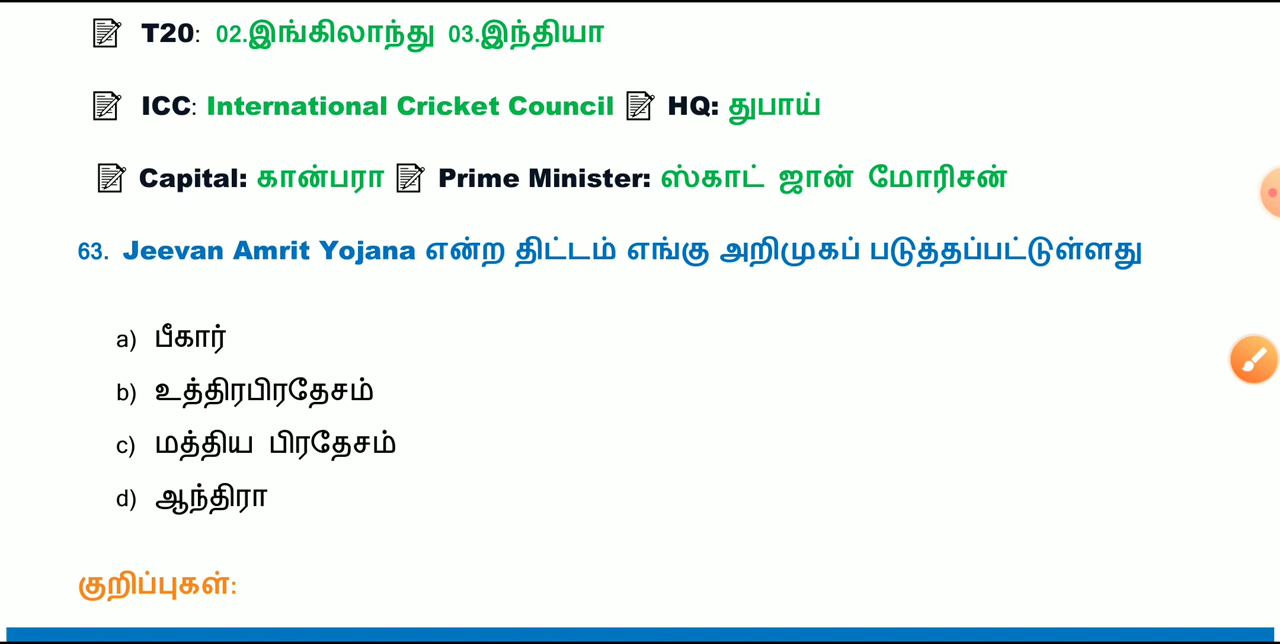 T20: 02.இங்கிலாந்து 03.இந்தியா
ICC: International Cricket Council HQ: துபாய்
Capital: கான்பரா Prime Minister: ஸ்காட் ஜான் மோரிசன்
63. Jeevan Amrit Yojana என்ற திட்டம் எங்கு அறிமுகப் படுத்தப்பட்டுள்ளது
a) பீகார்
b) உத்திரபிரதேசம்
c) மத்திய பிரதேசம்
d) ஆந்திரா
குறிப்புகள்: